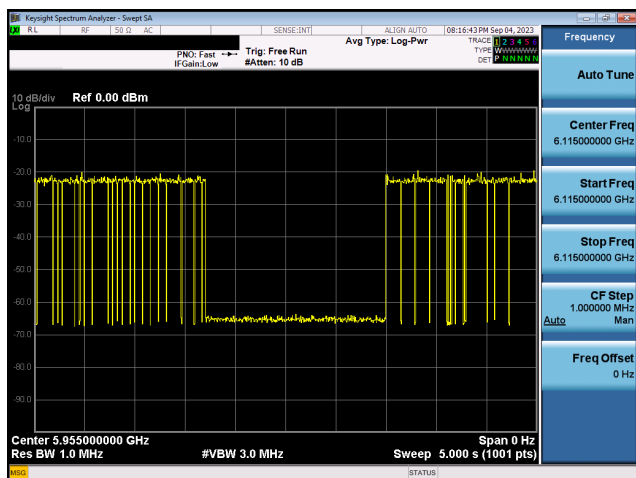 Keysight Spectrum Analyzer - Swept SA
RL RF 50 Ω AC SENSE:INT ALIGN AUTO 08:16:43 PM Sep 04, 2023
Avg Type: Log-Pwr
TRACE 1 2 3 4 5 6
PNO: Fast Trig: Free Run TYPE W
IFGain:Low #Atten: 10 dB DET P N N N N N
10 dB/div Ref 0.00 dBm
Log
-10.0
-20.0
-30.0
-40.0
-50.0
-60.0
-70.0
-80.0
-90.0
Center 5.955000000 GHz Span 0 Hz
Res BW 1.0 MHz #VBW 3.0 MHz Sweep 5.000 s (1001 pts)
MSG STATUS
Frequency
Auto Tune
Center Freq
6.115000000 GHz
Start Freq
6.115000000 GHz
Stop Freq
6.115000000 GHz
CF Step
1.000000 MHz
Auto Man
Freq Offset
0 Hz